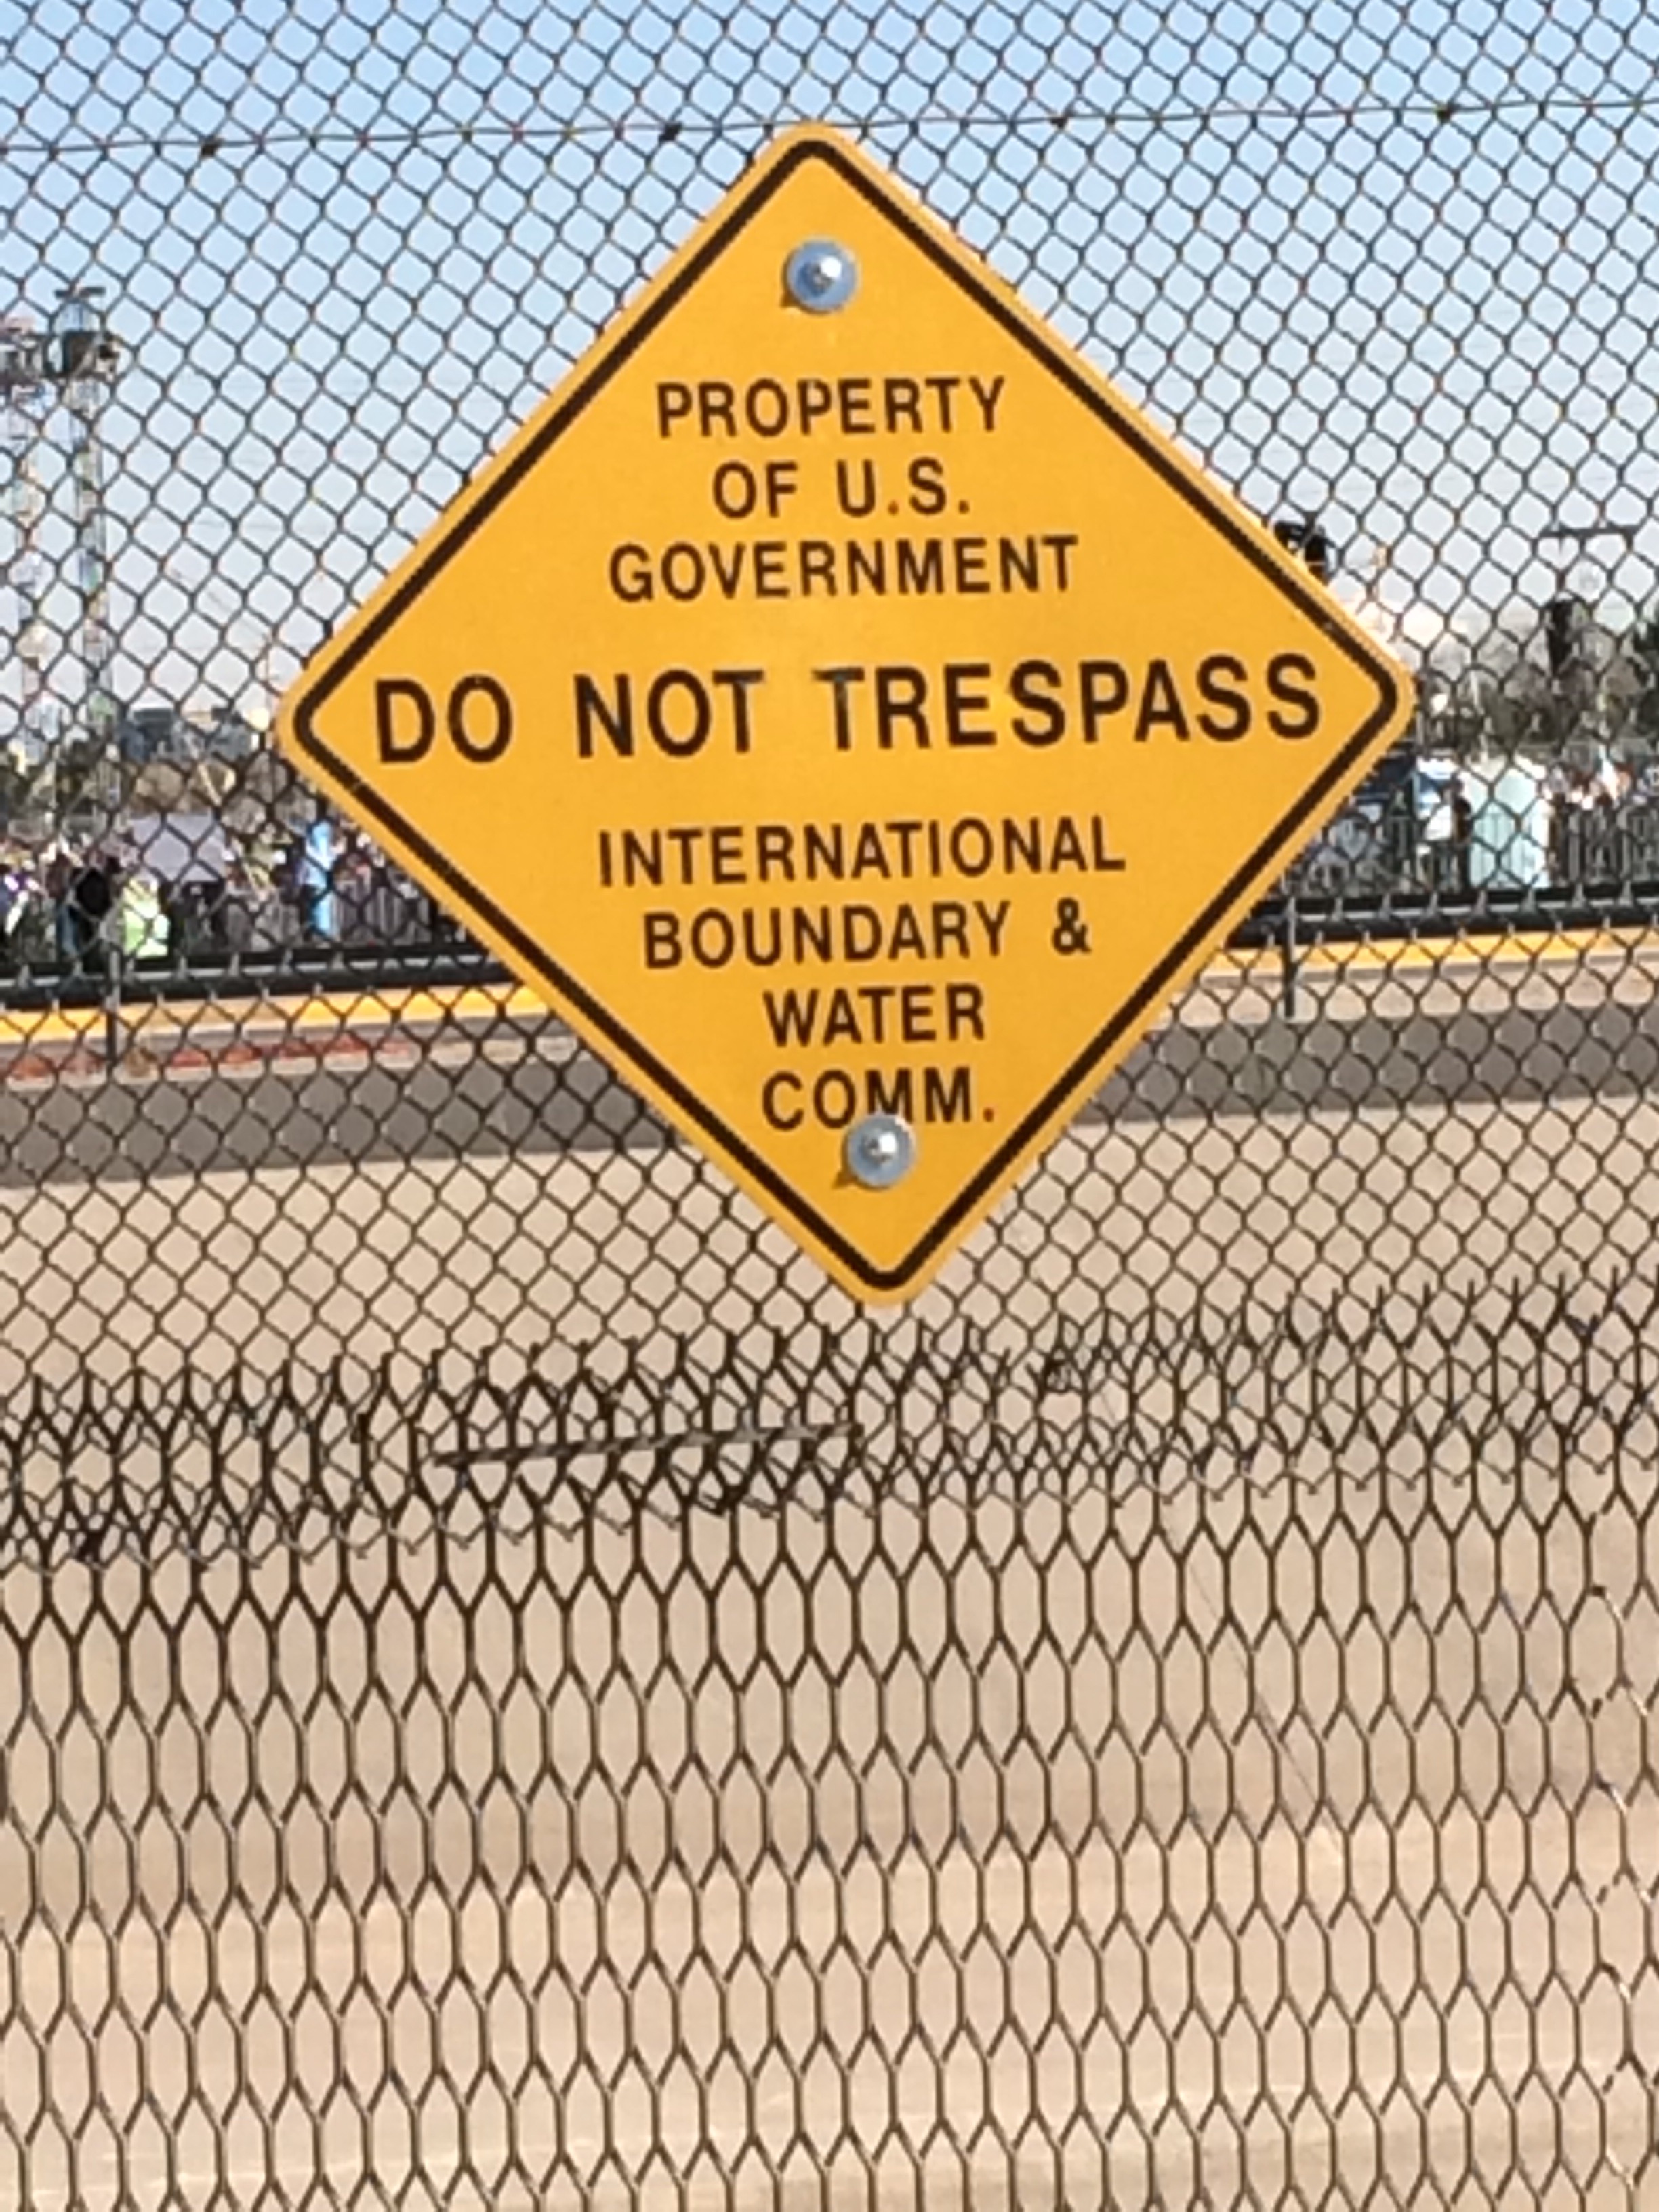 PROPERTY
OF U.S.
GOVERNMENT
DO NOT TRESPASS
INTERNATIONAL
BOUNDARY &
WATER
COMM.